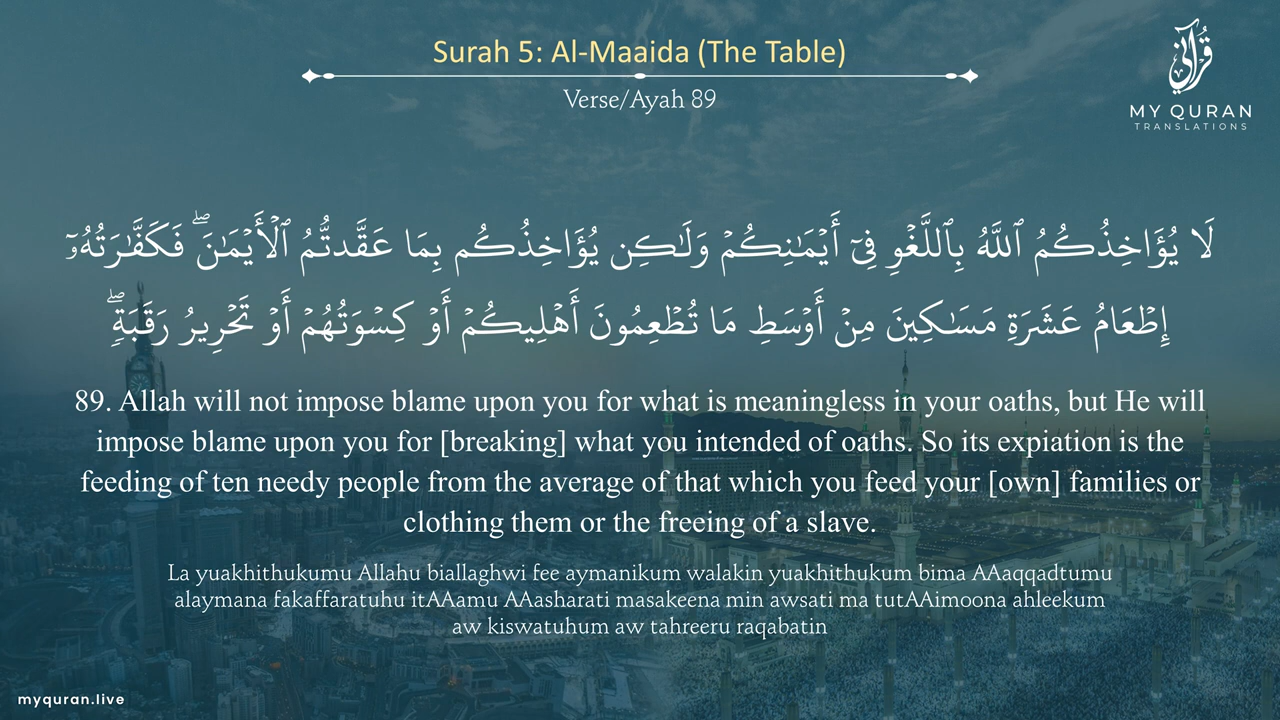 Surah 5: Al-Maaida (The Table)
Verse/Ayah 89
قرآني
MY QURAN
TRANSLATIONS
لَا يُؤَاخِذُكُمُ ٱللَّهُ بِٱللَّغْوِ فِىٓ أَيْمَـٰنِكُمْ وَلَـٰكِن يُؤَاخِذُكُم بِمَا عَقَّدتُّمُ ٱلْأَيْمَـٰنَ ۖ فَكَفَّـٰرَتُهُۥٓ
إِطْعَامُ عَشَرَةِ مَسَـٰكِينَ مِنْ أَوْسَطِ مَا تُطْعِمُونَ أَهْلِيكُمْ أَوْ كِسْوَتُهُمْ أَوْ تَحْرِيرُ رَقَبَةٍ ۖ
89. Allah will not impose blame upon you for what is meaningless in your oaths, but He will
impose blame upon you for [breaking] what you intended of oaths. So its expiation is the
feeding of ten needy people from the average of that which you feed your [own] families or
clothing them or the freeing of a slave.
La yuakhithukumu Allahu biallaghwi fee aymanikum walakin yuakhithukum bima AAaqqadtumu
alaymana fakaffaratuhu itAAamu AAasharati masakeena min awsati ma tutAAimoona ahleekum
aw kiswatuhum aw tahreeru raqabatin
myquran.live